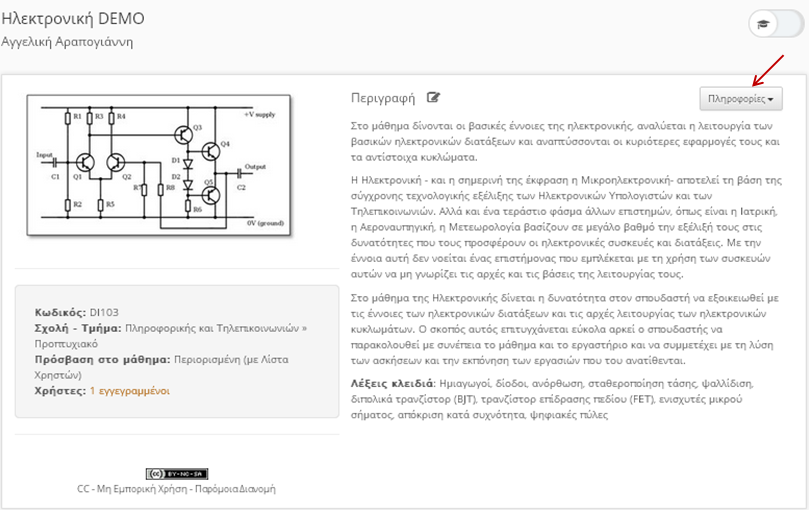 Ηλεκτρονική DEMO
Αγγελική Αραπογιάννη
R1
R3
R4
+V supply
Q3
Q4
Input
D1
Output
C1
Q1
Q2
D2
R7
R8
Q5
C2
R2
R5
R6
0V (ground)
Κωδικός: DI103
Σχολή - Τμήμα: Πληροφορικής και Τηλεπικοινωνιών »
Προπτυχιακό
Πρόσβαση στο μάθημα: Περιορισμένη (με Λίστα
Χρηστών)
Χρήστες: 1 εγγεγραμμένοι
BY-NC-SA
CC - Μη Εμπορική Χρήση - Παρόμοια Διανομή
Περιγραφή
Πληροφορίες
Στο μάθημα δίνονται οι βασικές έννοιες της ηλεκτρονικής, αναλύεται η λειτουργία των
βασικών ηλεκτρονικών διατάξεων και αναπτύσσονται οι κυριότερες εφαρμογές τους και
τα αντίστοιχα κυκλώματα.
Η Ηλεκτρονική - και η σημερινή της έκφραση η Μικροηλεκτρονική- αποτελεί τη βάση της
σύγχρονης τεχνολογικής εξέλιξης των Ηλεκτρονικών Υπολογιστών και των
Τηλεπικοινωνιών. Αλλά και ένα τεράστιο φάσμα άλλων επιστημών, όπως είναι η Ιατρική,
η Αεροναυπηγική, η Μετεωρολογία βασίζουν σε μεγάλο βαθμό την εξέλιξή τους στις
δυνατότητες που τους προσφέρουν οι ηλεκτρονικές συσκευές και διατάξεις. Με την
έννοια αυτή δεν νοείται ένας επιστήμονας που εμπλέκεται με τη χρήση των συσκευών
αυτών να μη γνωρίζει τις αρχές και τις βάσεις της λειτουργίας τους.
Στο μάθημα της Ηλεκτρονικής δίνεται η δυνατότητα στον σπουδαστή να εξοικειωθεί με
τις έννοιες των ηλεκτρονικών διατάξεων και τις αρχές λειτουργίας των ηλεκτρονικών
κυκλωμάτων. Ο σκοπός αυτός επιτυγχάνεται εύκολα αρκεί ο σπουδαστής να
παρακολουθεί με συνέπεια το μάθημα και το εργαστήριο και να συμμετέχει με τη λύση
των ασκήσεων και την εκπόνηση των εργασιών που του ανατίθενται.
Λέξεις κλειδιά: Ημιαγωγοί, δίοδοι, ανόρθωση, σταθεροποίηση τάσης, ψαλλίδιση,
διπολικά τρανζίστορ (BJT), τρανζίστορ επίδρασης πεδίου (FET), ενισχυτές μικρού
σήματος, απόκριση κατά συχνότητα, ψηφιακές πύλες